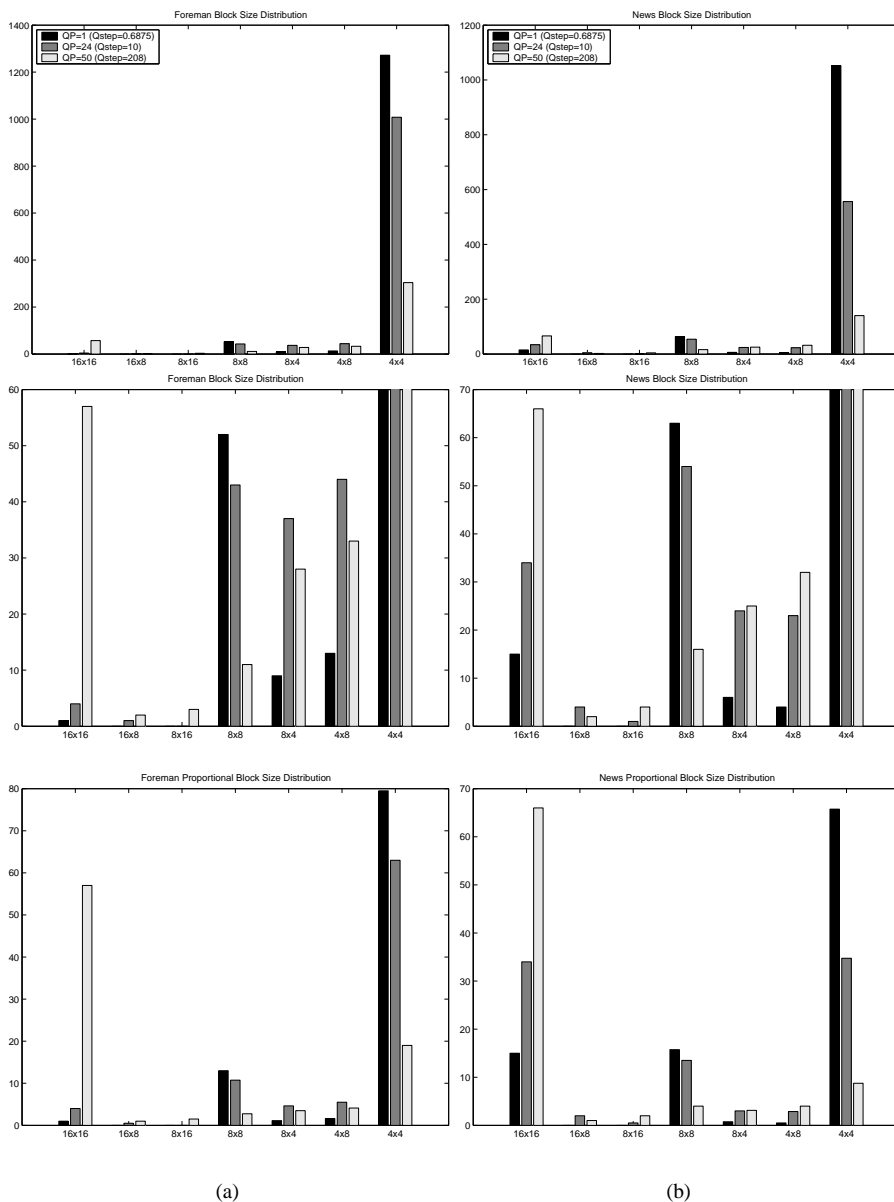 Foreman Block Size Distribution
1400
1200
1000
800
600
400
200
0
QP=1 (Qstep=0.6875)
QP=24 (Qstep=10)
QP=50 (Qstep=208)
16x16 16x8 8x16 8x8 8x4 4x8 4x4
News Block Size Distribution
1200
1000
800
600
400
200
0
QP=1 (Qstep=0.6875)
QP=24 (Qstep=10)
QP=50 (Qstep=208)
16x16 16x8 8x16 8x8 8x4 4x8 4x4
Foreman Block Size Distribution
60
50
40
30
20
10
0
16x16 16x8 8x16 8x8 8x4 4x8 4x4
News Block Size Distribution
70
60
50
40
30
20
10
0
16x16 16x8 8x16 8x8 8x4 4x8 4x4
Foreman Proportional Block Size Distribution
80
70
60
50
40
30
20
10
0
16x16 16x8 8x16 8x8 8x4 4x8 4x4
News Proportional Block Size Distribution
70
60
50
40
30
20
10
0
16x16 16x8 8x16 8x8 8x4 4x8 4x4
(a)
(b)